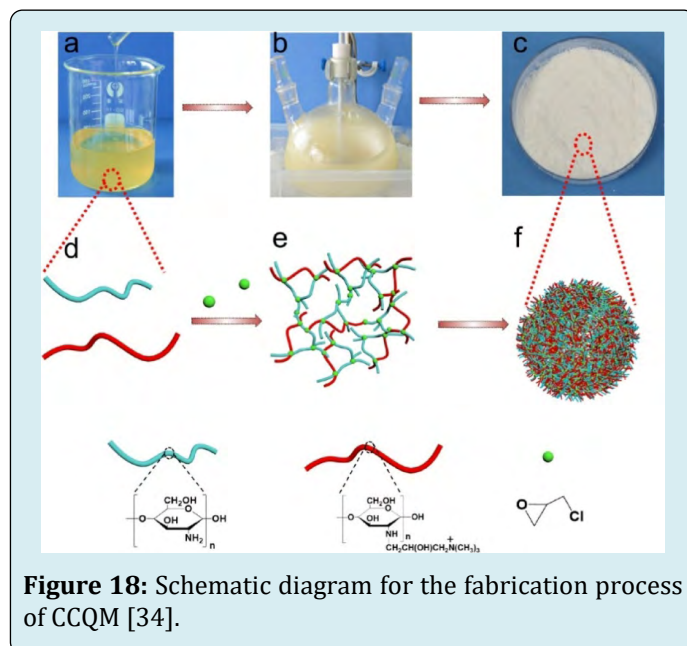 a
b
c
d
e
f
CH₂OH
O
OH
OH
NH₂
n
CH₂OH
O
OH
OH
NH
n
CH₂CH(OH)CH₂N(CH₃)₃
+
O
Cl
Figure 18: Schematic diagram for the fabrication process
of CCQM [34].